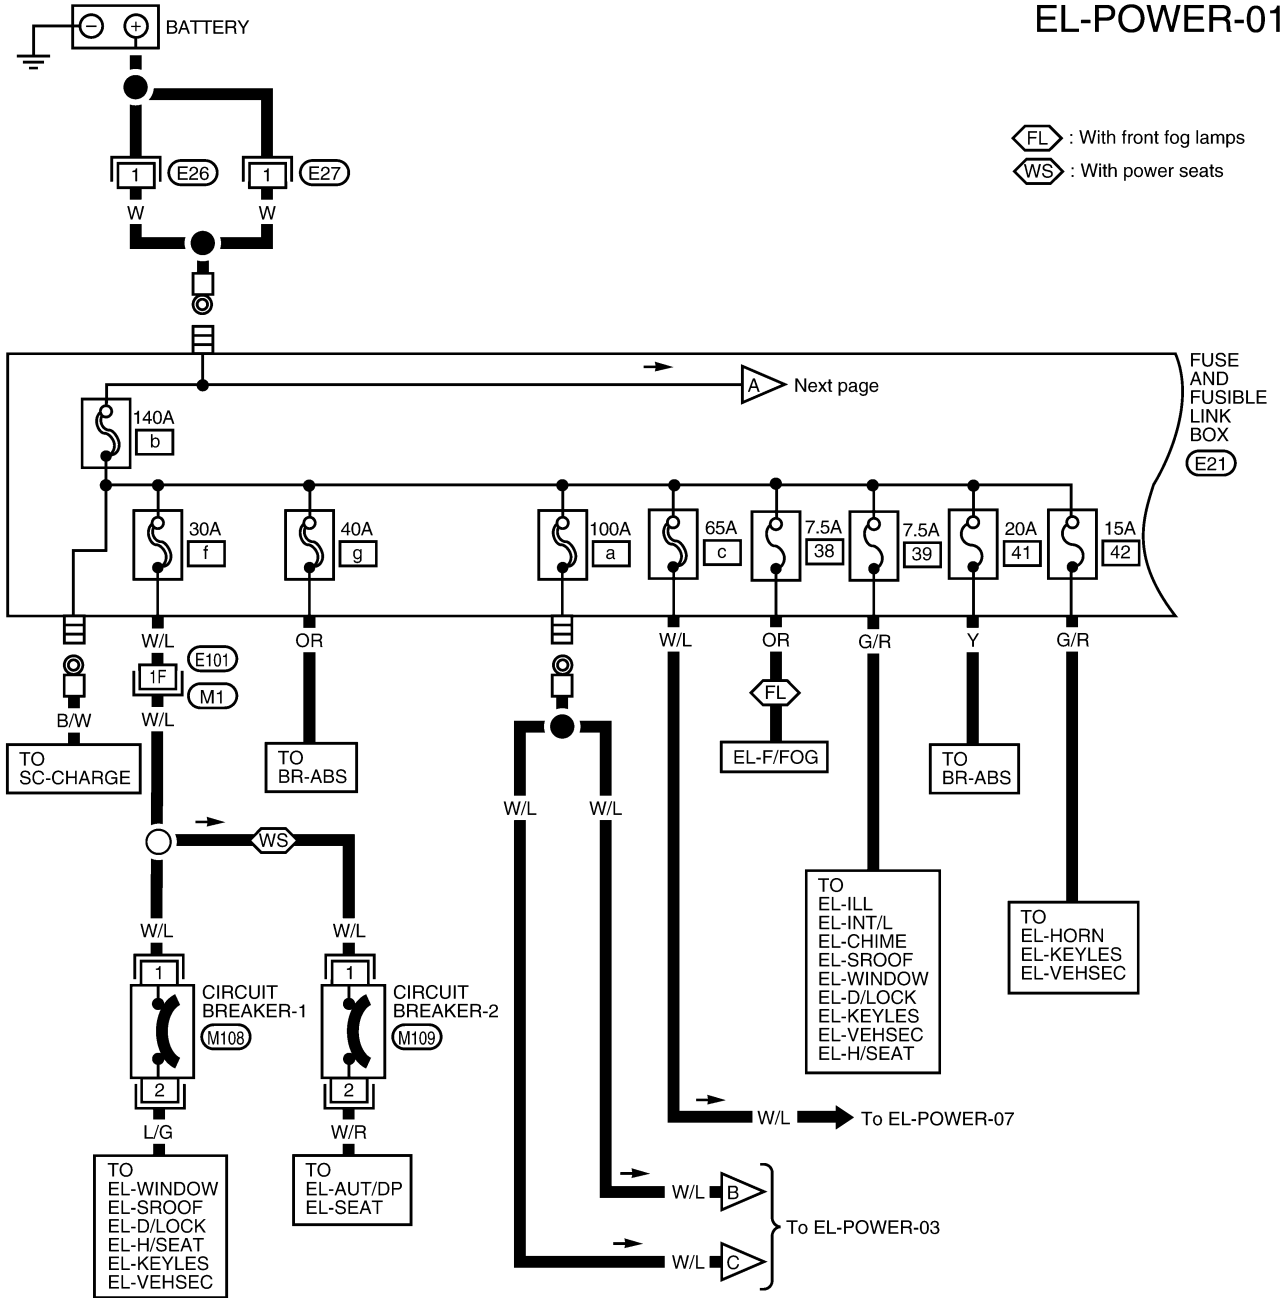 EL-POWER-01
− + BATTERY
FL : With front fog lamps
WS : With power seats
1 E26 1 E27
W W
FUSE
AND
FUSIBLE
LINK
BOX
E21
A Next page
140A
b
30A
f
40A
g
100A
a
65A
c
7.5A
38
7.5A
39
20A
41
15A
42
W/L OR W/L OR G/R Y G/R
E101
1F
M1
B/W W/L
FL
TO
SC-CHARGE
TO
BR-ABS
EL-F/FOG
TO
BR-ABS
W/L W/L
WS
TO
EL-ILL
EL-INT/L
EL-CHIME
EL-SROOF
EL-WINDOW
EL-D/LOCK
EL-KEYLES
EL-VEHSEC
EL-H/SEAT
TO
EL-HORN
EL-KEYLES
EL-VEHSEC
W/L W/L
1 1
CIRCUIT
BREAKER-1
M108
CIRCUIT
BREAKER-2
M109
2 2
L/G W/R
W/L To EL-POWER-07
TO
EL-WINDOW
EL-SROOF
EL-D/LOCK
EL-H/SEAT
EL-KEYLES
EL-VEHSEC
TO
EL-AUT/DP
EL-SEAT
W/L B
To EL-POWER-03
W/L C